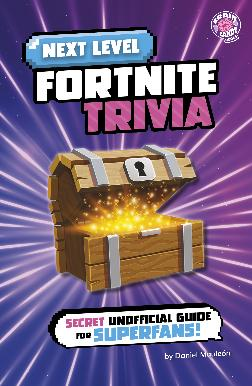 NEXT LEVEL
FORTNITE
TRIVIA
SECRET UNOFFICIAL GUIDE
FOR SUPERFANS!
by Daniel Mauleón